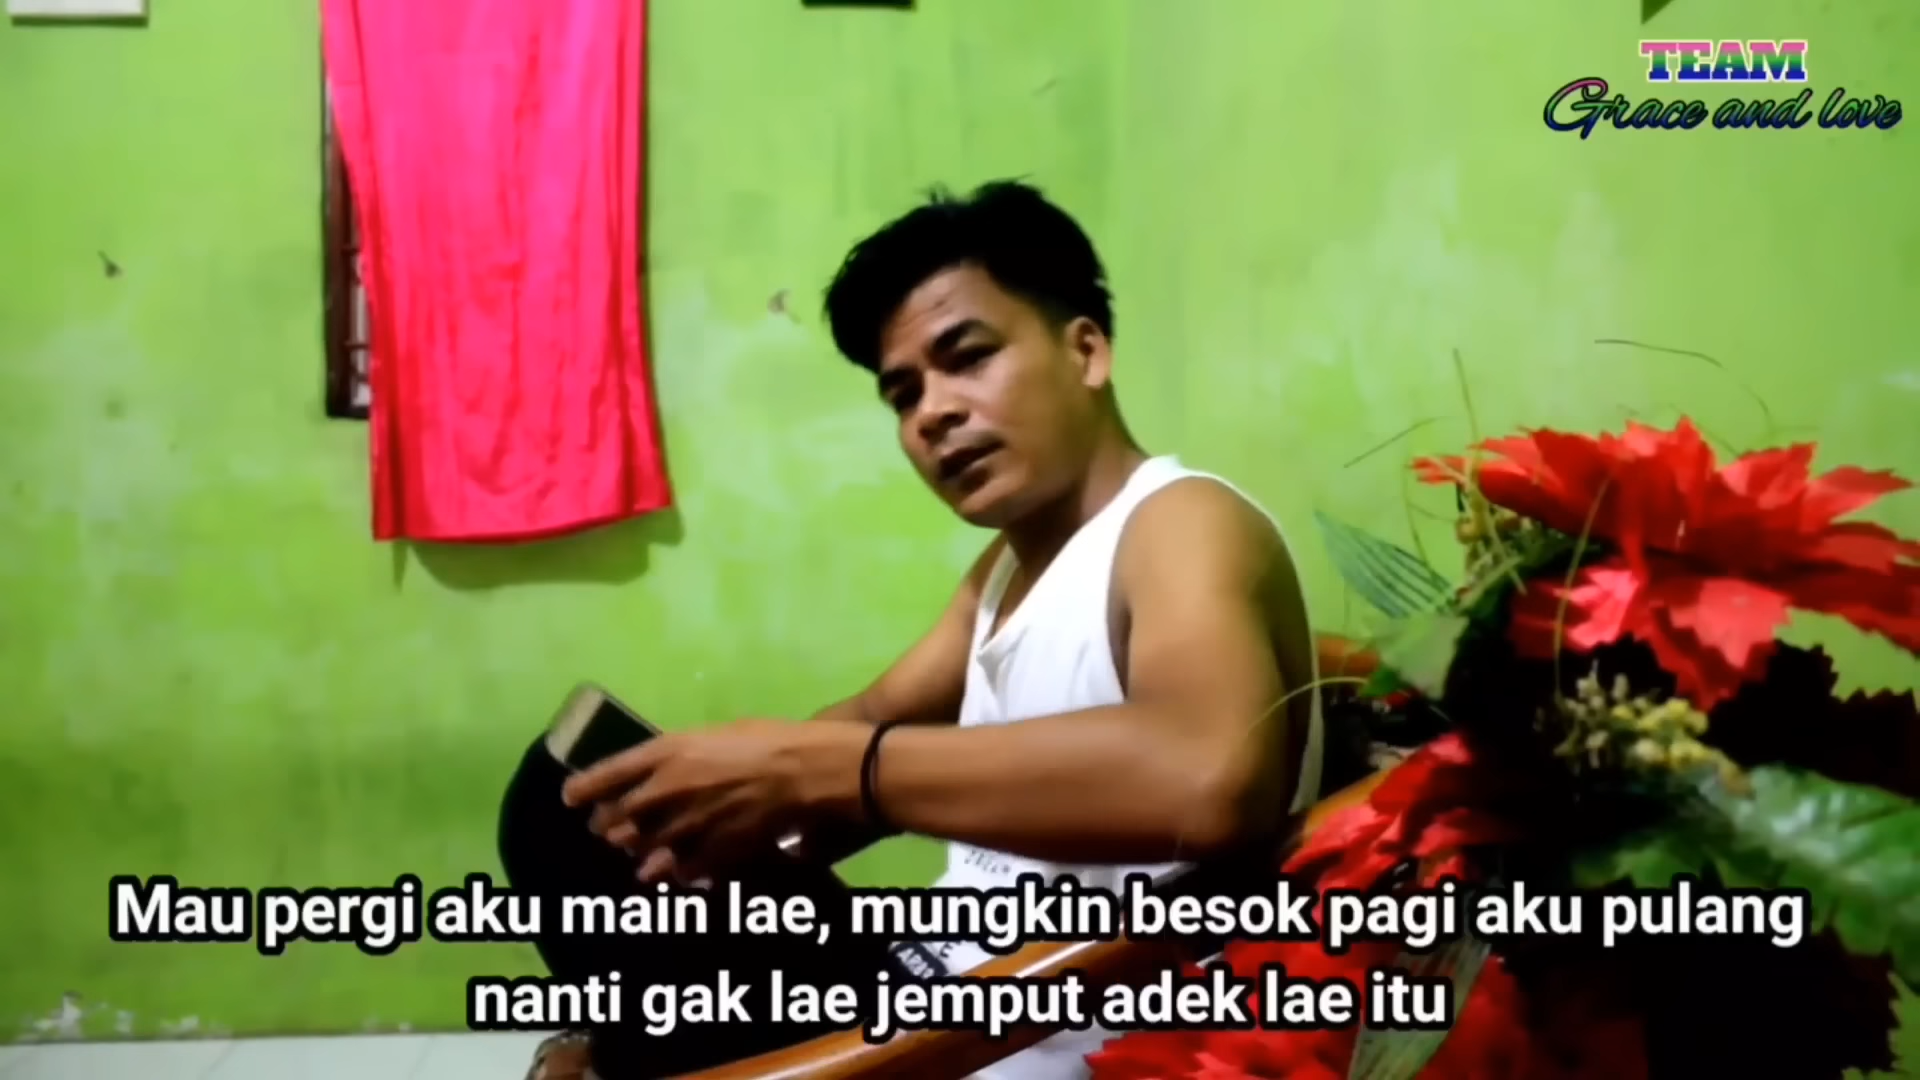 TEAM
Grace and love
Mau pergi aku main lae, mungkin besok pagi aku pulang
nanti gak lae jemput adek lae itu